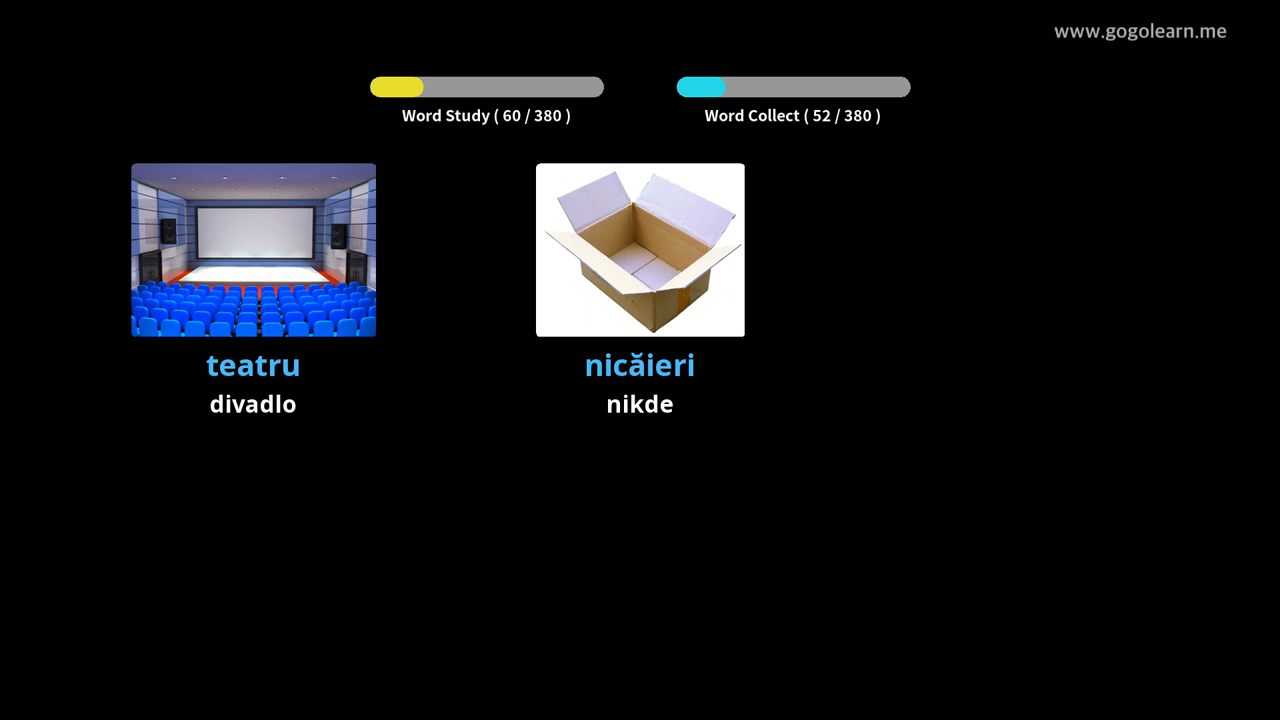 www.gogolearn.me
Word Study ( 60 / 380 )
Word Collect ( 52 / 380 )
teatru
divadlo
nicăieri
nikde